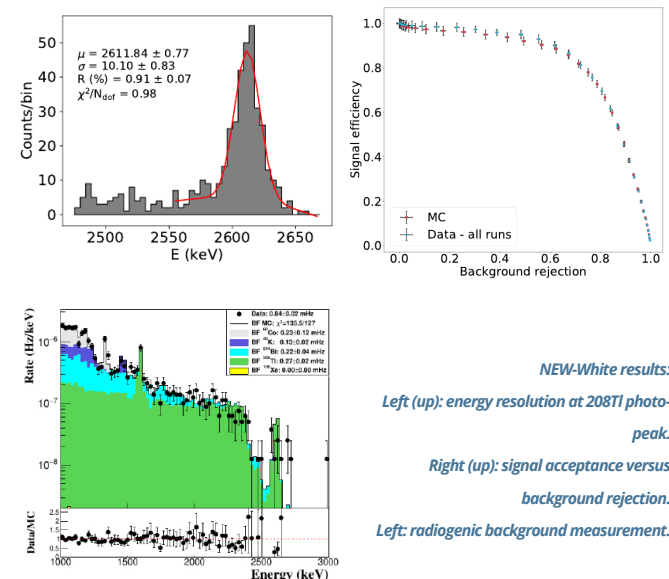 μ = 2611.84 ± 0.77
σ = 10.10 ± 0.83
R (%) = 0.91 ± 0.07
χ²/N_dof = 0.98
Counts/bin
50
40
30
20
10
0
2500 2550 2600 2650
E (keV)
Signal efficiency
1.0
0.8
0.6
0.4
0.2
0.0
MC
Data - all runs
0.0 0.2 0.4 0.6 0.8 1.0
Background rejection
Rate (Hz/keV)
10⁻⁶
10⁻⁷
10⁻⁸
Data: 0.84±0.02 mHz
BF MC: χ²=135.5/127
BF Co: 0.23±0.12 mHz
BF K: 0.13±0.02 mHz
BF Bi: 0.22±0.04 mHz
BF Tl: 0.27±0.02 mHz
BF Xe: 0.00±0.00 mHz
Data/MC
2.5
2
1.5
1
0.5
0
1000 1500 2000 2500 3000
Energy (keV)
NEW-White results:
Left (up): energy resolution at 208Tl photo-
peak.
Right (up): signal acceptance versus
background rejection.
Left: radiogenic background measurement.